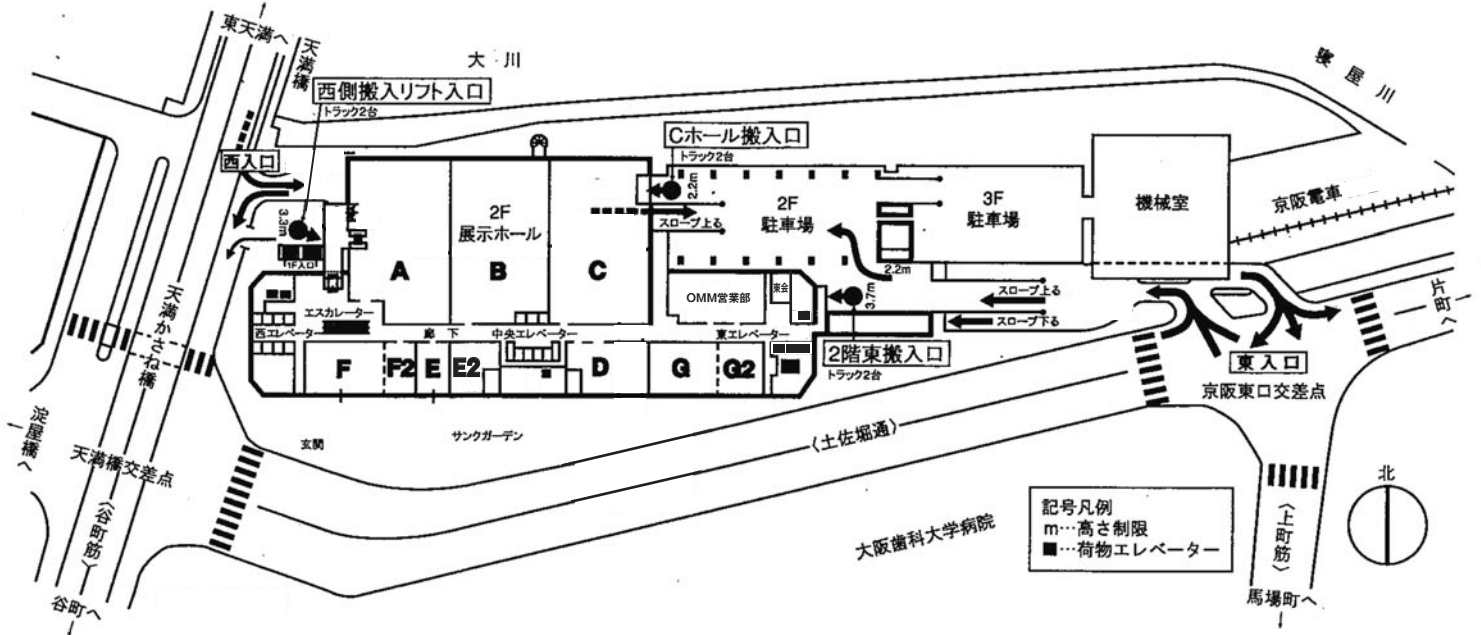 東天満へ
天満橋
大川
寝屋川
西側搬入リフト入口
トラック2台
Cホール搬入口
トラック2台
西入口
2.2m
3.3m
1F入口
2F
展示ホール
A
B
C
スロープ上る
2F
駐車場
3F
駐車場
機械室
京阪電車
2.2m
3.7m
OMM営業部
東会
スロープ上る
スロープ下る
片町へ
天満かさね橋
エスカレーター
西エレベーター
廊下
中央エレベーター
東エレベーター
F
F2
E
E2
D
G
G2
2階東搬入口
トラック2台
東入口
京阪東口交差点
淀屋橋へ
天満橋交差点
玄関
サンクガーデン
〈土佐堀通〉
〈谷町筋〉
谷町へ
大阪歯科大学病院
記号凡例
m…高さ制限
■…荷物エレベーター
北
〈上町筋〉
馬場町へ